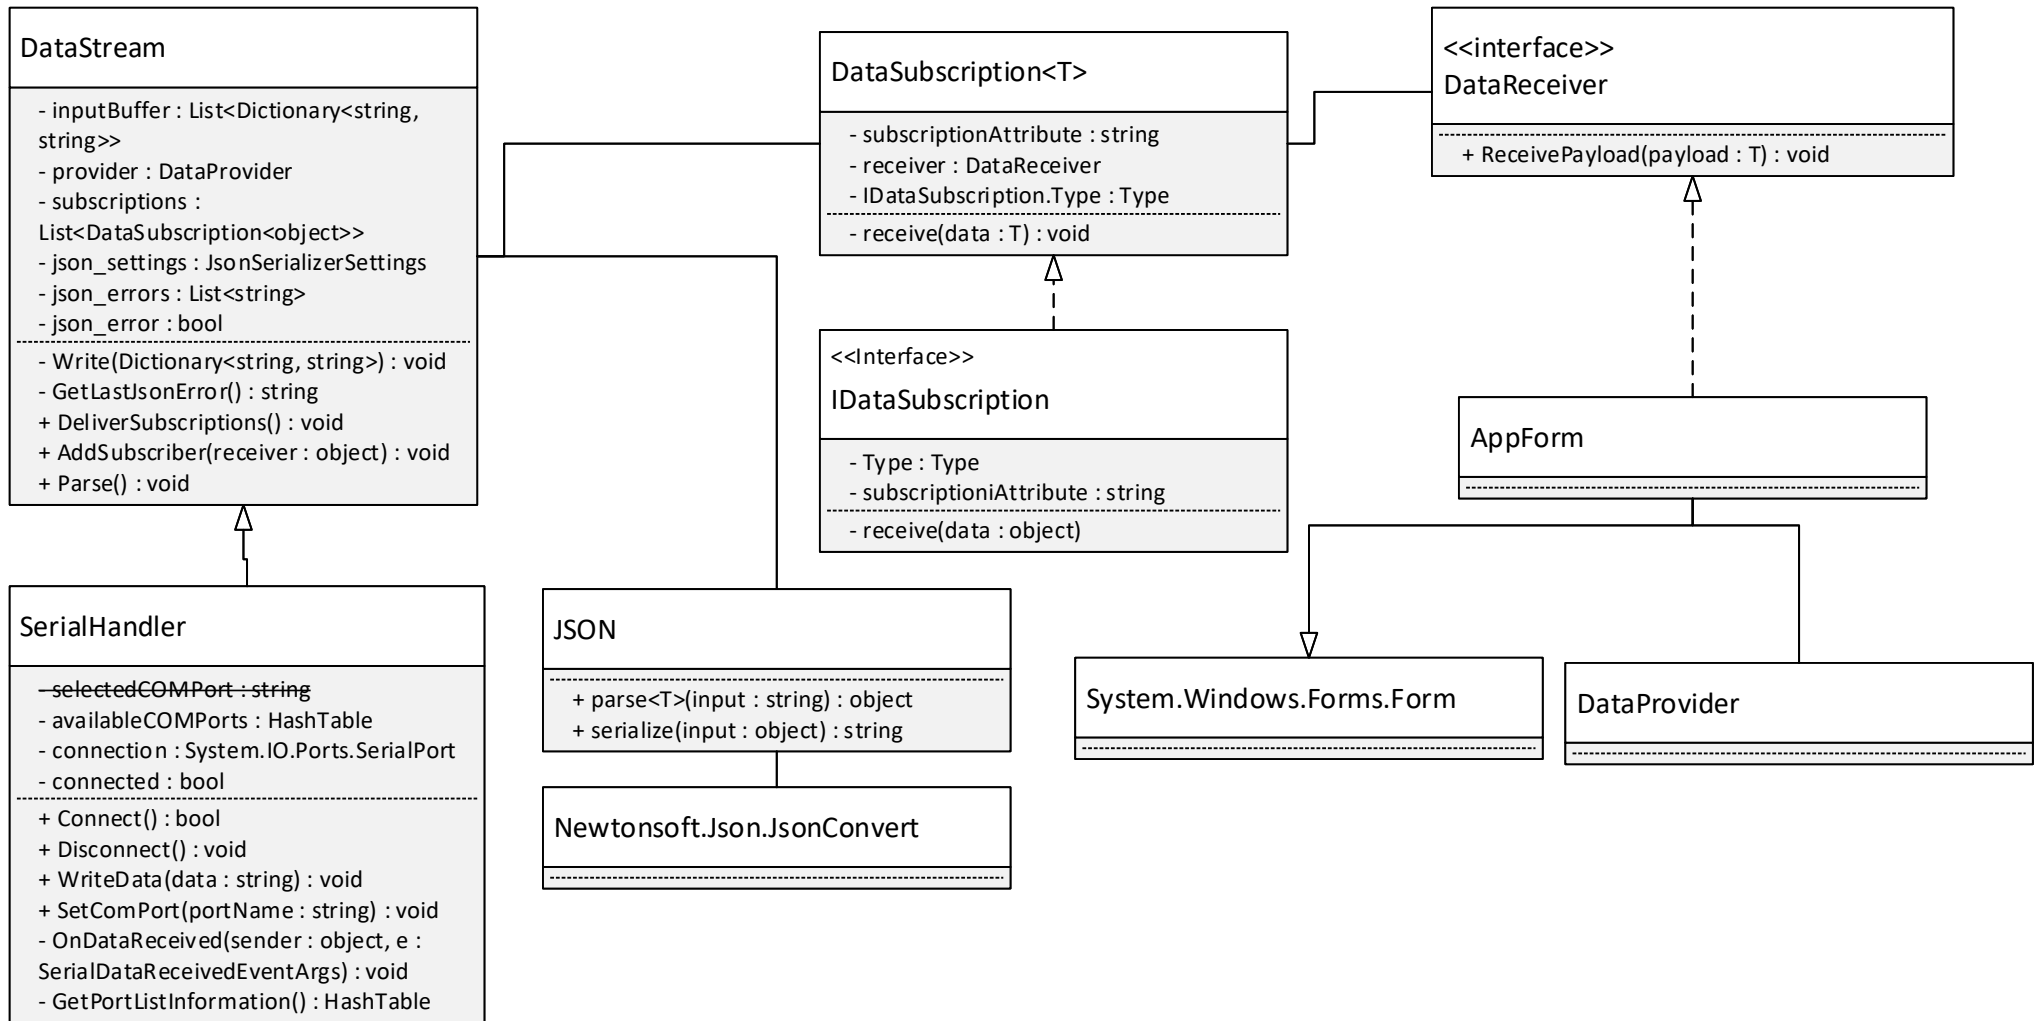 DataStream
- inputBuffer : List<Dictionary<string,
string>>
- provider : DataProvider
- subscriptions :
List<DataSubscription<object>>
- json_settings : JsonSerializerSettings
- json_errors : List<string>
- json_error : bool
- Write(Dictionary<string, string>) : void
- GetLastJsonError() : string
+ DeliverSubscriptions() : void
+ AddSubscriber(receiver : object) : void
+ Parse() : void
DataSubscription<T>
- subscriptionAttribute : string
- receiver : DataReceiver
- IDataSubscription.Type : Type
- receive(data : T) : void
<<interface>>
DataReceiver
+ ReceivePayload(payload : T) : void
<<Interface>>
IDataSubscription
- Type : Type
- subscriptioniAttribute : string
- receive(data : object)
AppForm
SerialHandler
- selectedCOMPort : string
- availableCOMPorts : HashTable
- connection : System.IO.Ports.SerialPort
- connected : bool
+ Connect() : bool
+ Disconnect() : void
+ WriteData(data : string) : void
+ SetComPort(portName : string) : void
- OnDataReceived(sender : object, e :
SerialDataReceivedEventArgs) : void
- GetPortListInformation() : HashTable
JSON
+ parse<T>(input : string) : object
+ serialize(input : object) : string
Newtonsoft.Json.JsonConvert
System.Windows.Forms.Form
DataProvider